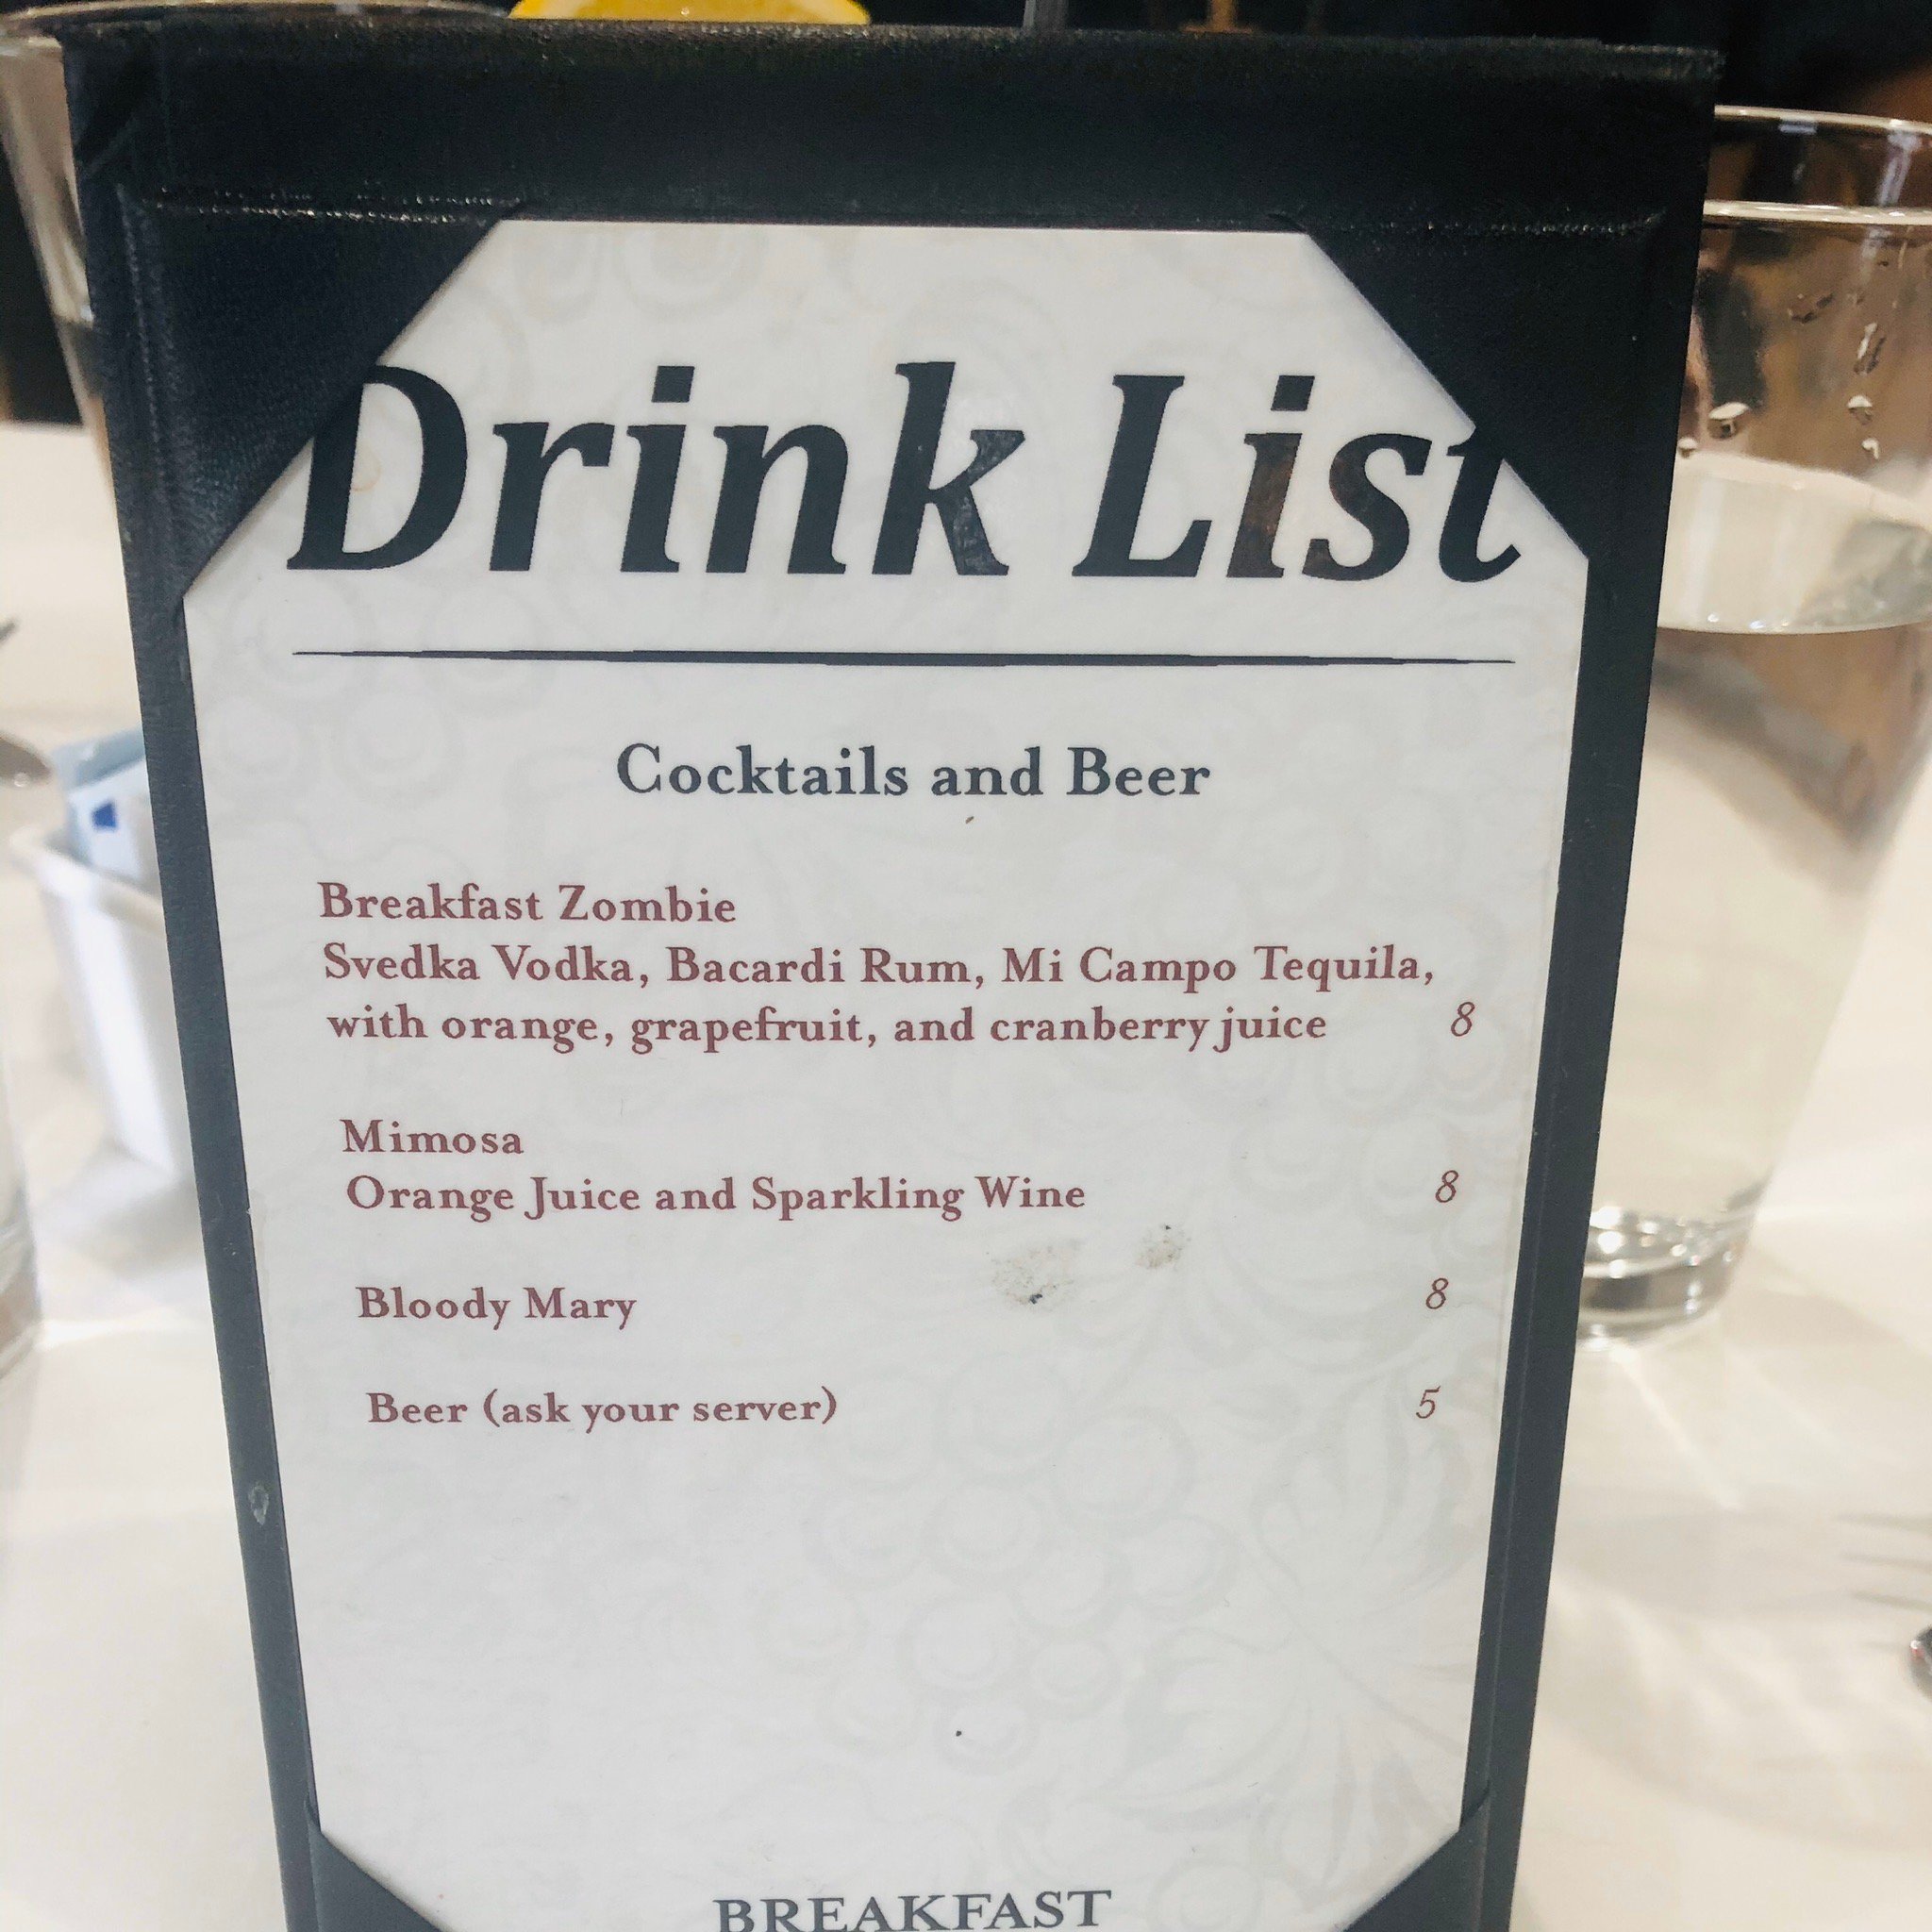 Drink List
Cocktails and Beer
Breakfast Zombie
Svedka Vodka, Bacardi Rum, Mi Campo Tequila,
with orange, grapefruit, and cranberry juice 8
Mimosa
Orange Juice and Sparkling Wine 8
Bloody Mary 8
Beer (ask your server) 5
BREAKFAST